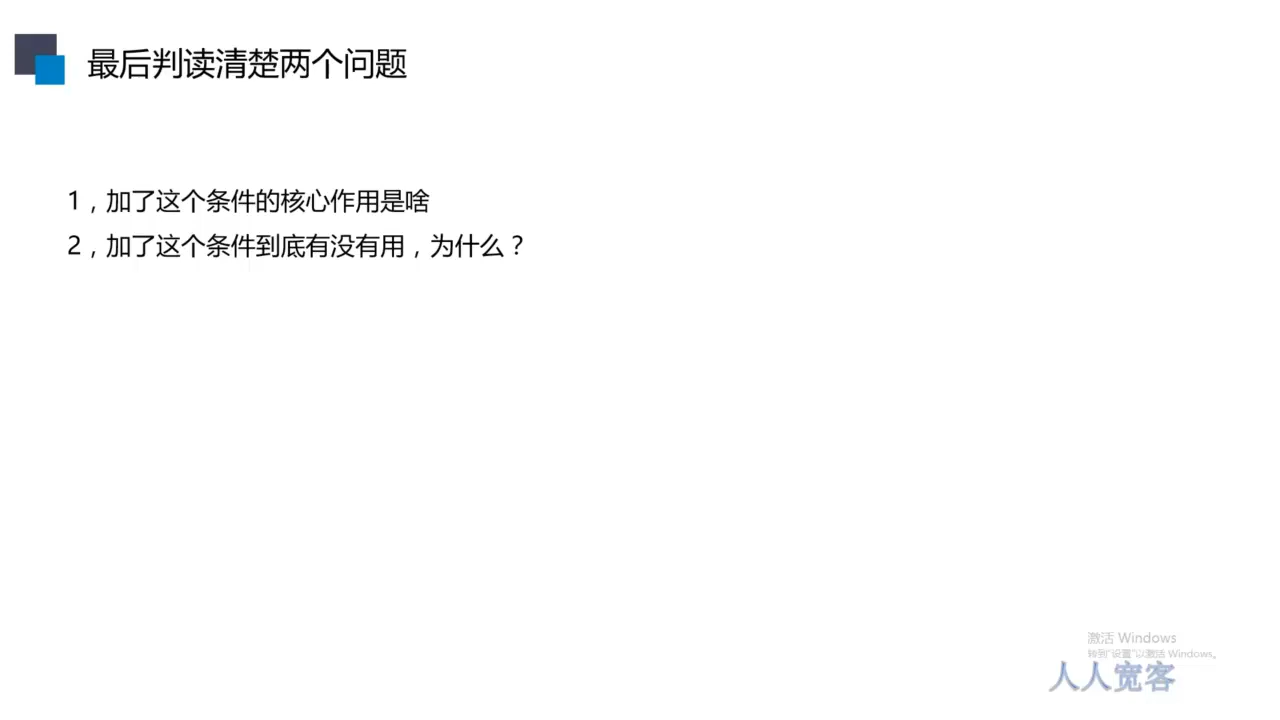 最后判读清楚两个问题
1，加了这个条件的核心作用是啥
2，加了这个条件到底有没有用，为什么？
激活 Windows
转到"设置"以激活 Windows。
人人宽客